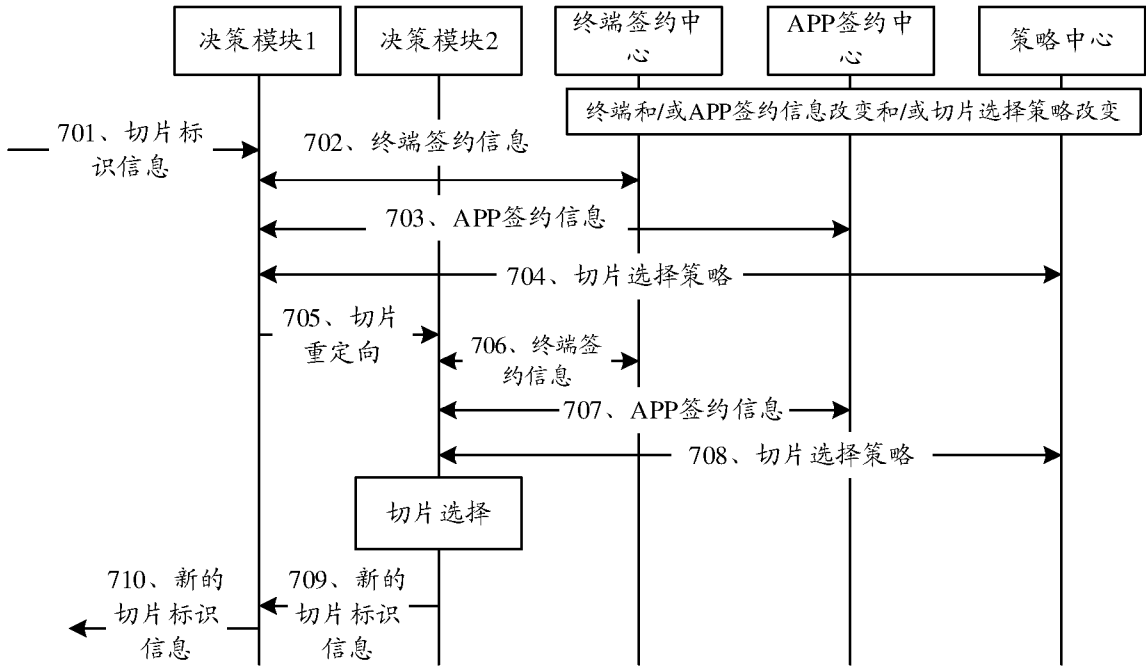 决策模块1
决策模块2
终端签约中
心
APP签约中
心
策略中心
终端和/或APP签约信息改变和/或切片选择策略改变
701、切片标
识信息
702、终端签约信息
703、APP签约信息
704、切片选择策略
705、切片
重定向
706、终端签
约信息
707、APP签约信息
708、切片选择策略
切片选择
709、新的
切片标识
信息
710、新的
切片标识
信息